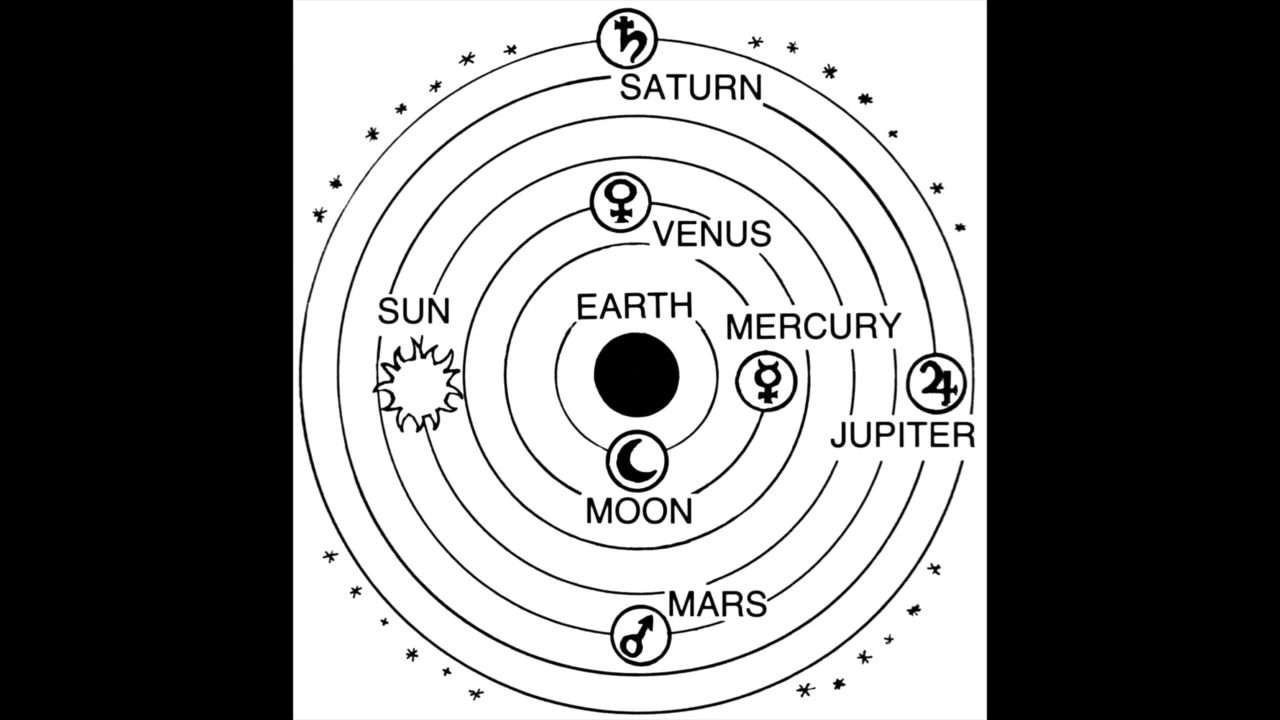 SATURN
VENUS
SUN
EARTH
MERCURY
JUPITER
MOON
MARS